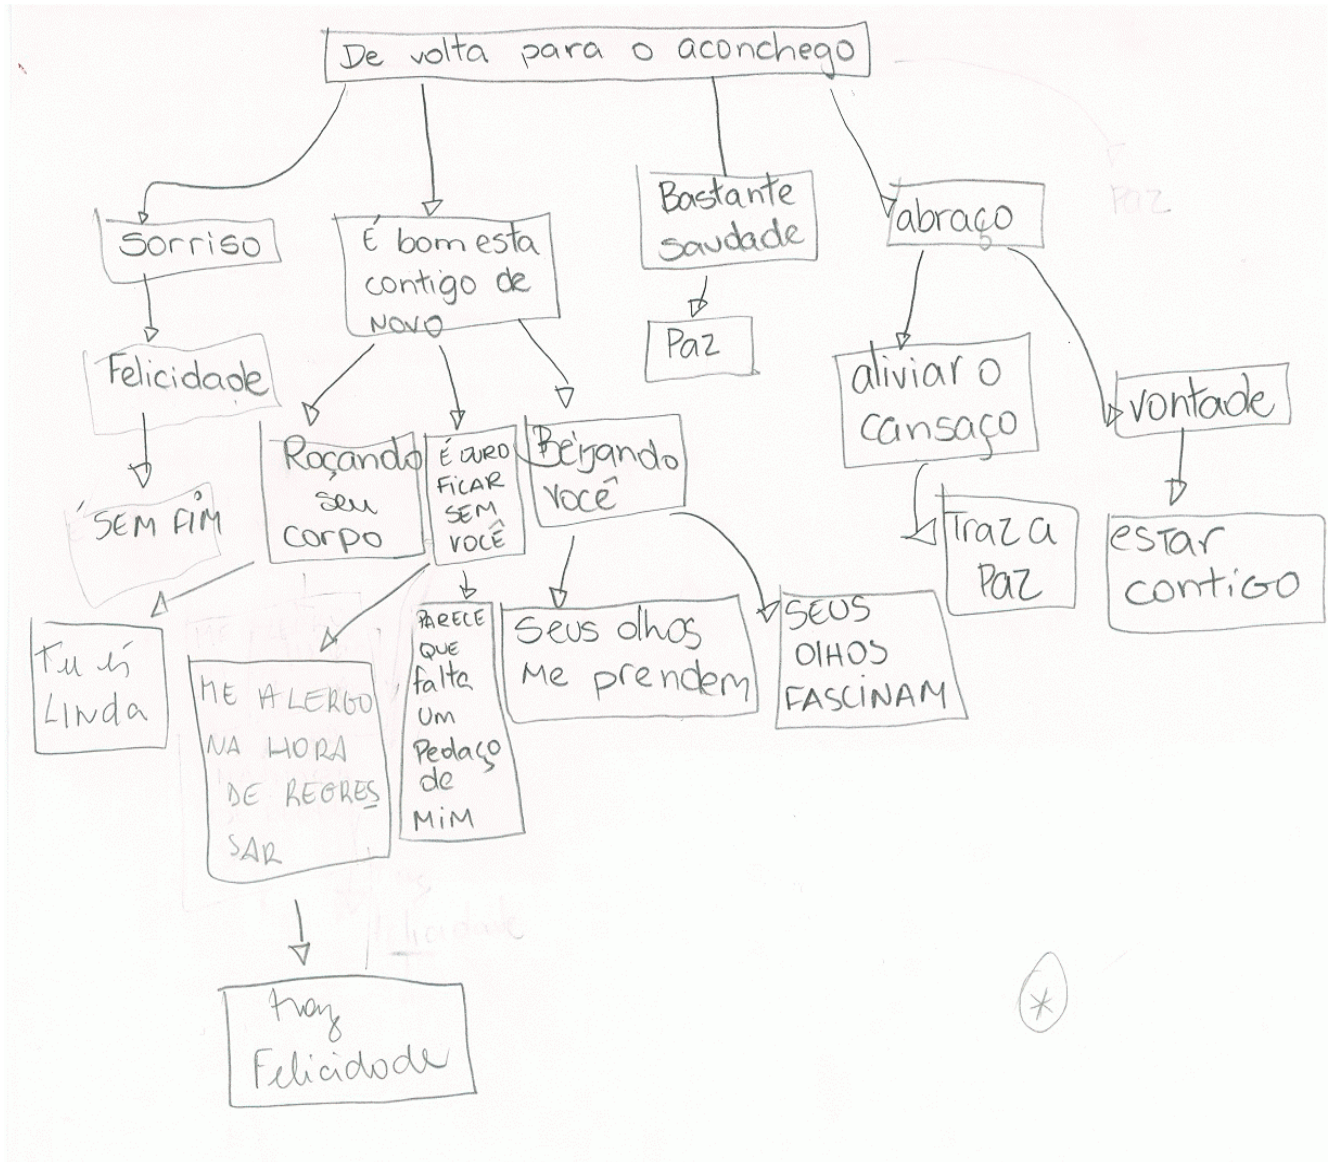 De volta para o aconchego
Sorriso
É bom esta
contigo de
NOVO
Bastante
saudade
abraço
Paz
Felicidade
Paz
aliviar o
cansaço
vontade
É SEM FIM
Roçando
seu
corpo
É DURO
FICAR
SEM
VOCÊ
Beijando
você
Traz a
Paz
estar
contigo
Tu és
LINDA
ME ALERGO
NA HORA
DE REGRES
SAR
PARECE
QUE
falta
um
Pedaço
de
MIM
Seus olhos
Me prendem
SEUS
OlHOS
FASCINAM
Felicidade
traz
Felicidade
*